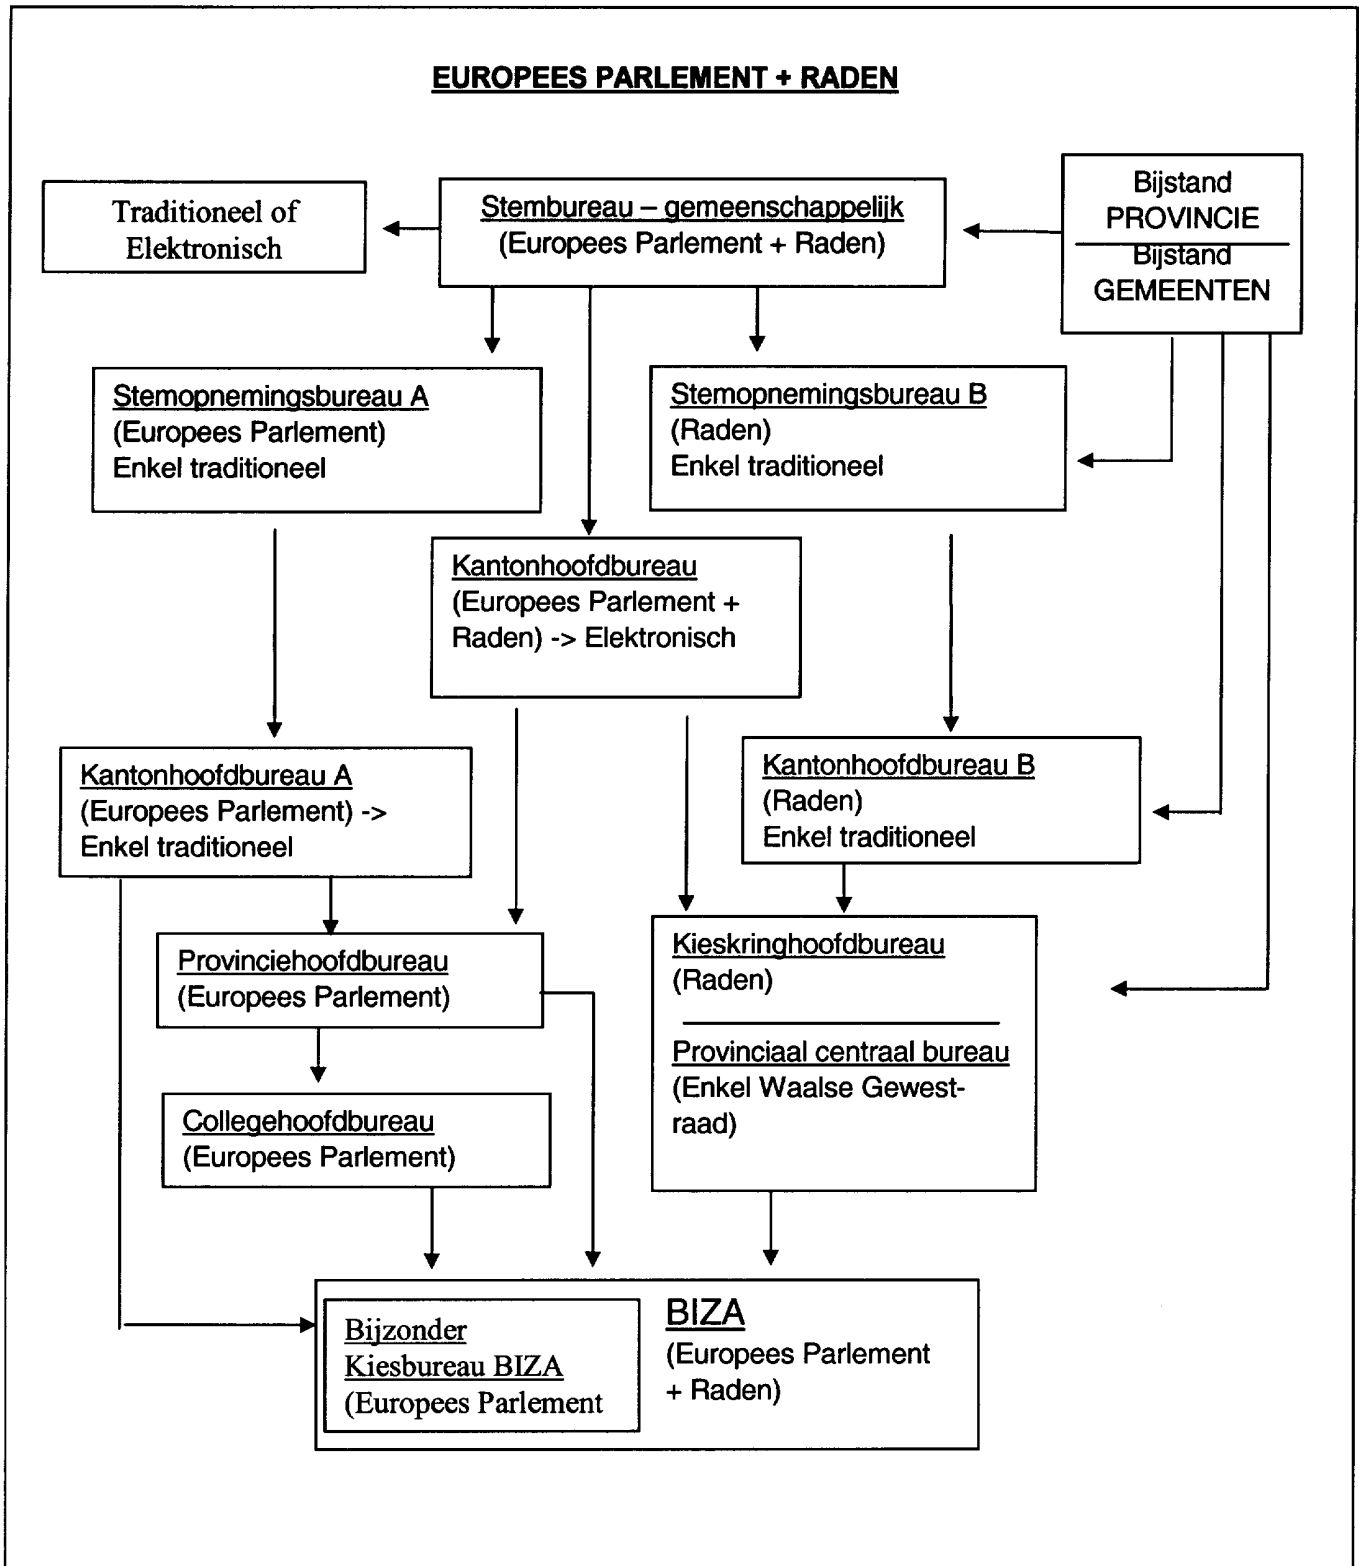 EUROPEES PARLEMENT + RADEN
Traditioneel of
Elektronisch
Stembureau – gemeenschappelijk
(Europees Parlement + Raden)
Bijstand
PROVINCIE
Bijstand
GEMEENTEN
Stemopnemingsbureau A
(Europees Parlement)
Enkel traditioneel
Stemopnemingsbureau B
(Raden)
Enkel traditioneel
Kantonhoofdbureau
(Europees Parlement +
Raden) -> Elektronisch
Kantonhoofdbureau A
(Europees Parlement) ->
Enkel traditioneel
Kantonhoofdbureau B
(Raden)
Enkel traditioneel
Provinciehoofdbureau
(Europees Parlement)
Kieskringhoofdbureau
(Raden)
Provinciaal centraal bureau
(Enkel Waalse Gewest-
raad)
Collegehoofdbureau
(Europees Parlement)
Bijzonder
Kiesbureau BIZA
(Europees Parlement
BIZA
(Europees Parlement
+ Raden)